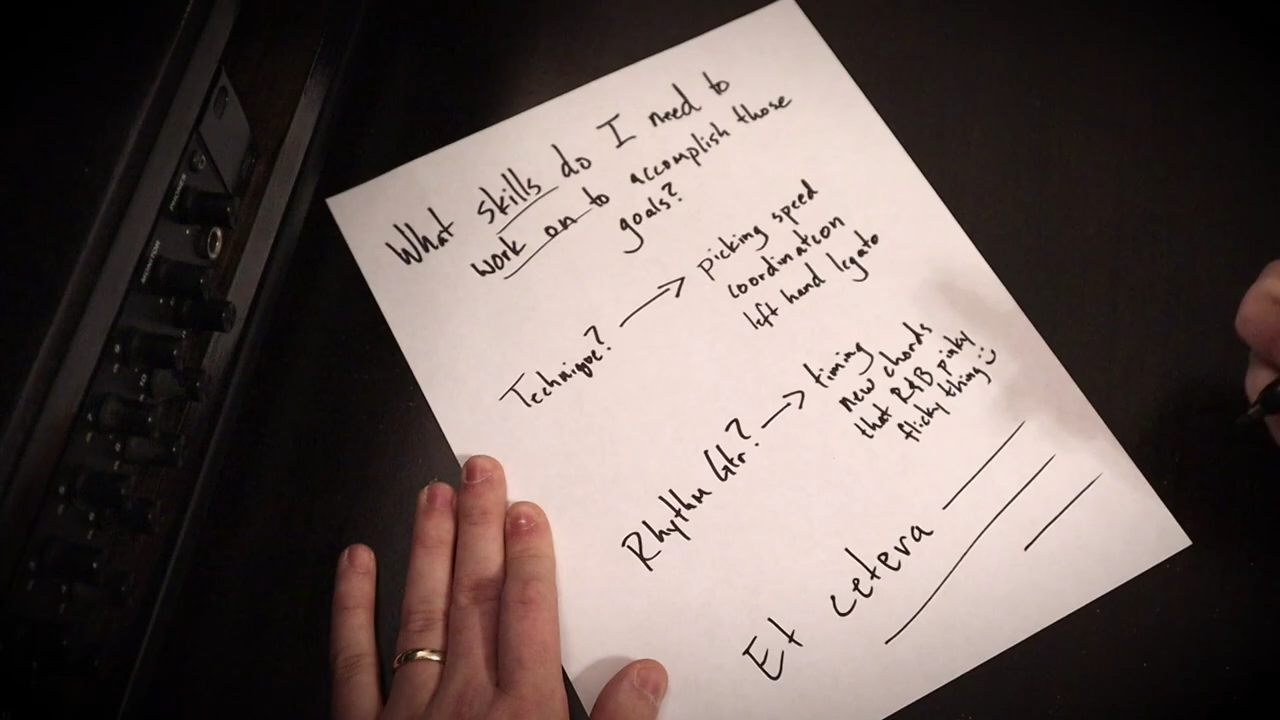 What skills do I need to
work on to accomplish those
goals?
Technique? → picking speed
coordination
left hand legato
Rhythm Gtr? → timing
new chords
that R&B pinky
flicky thing :)
Et cetera